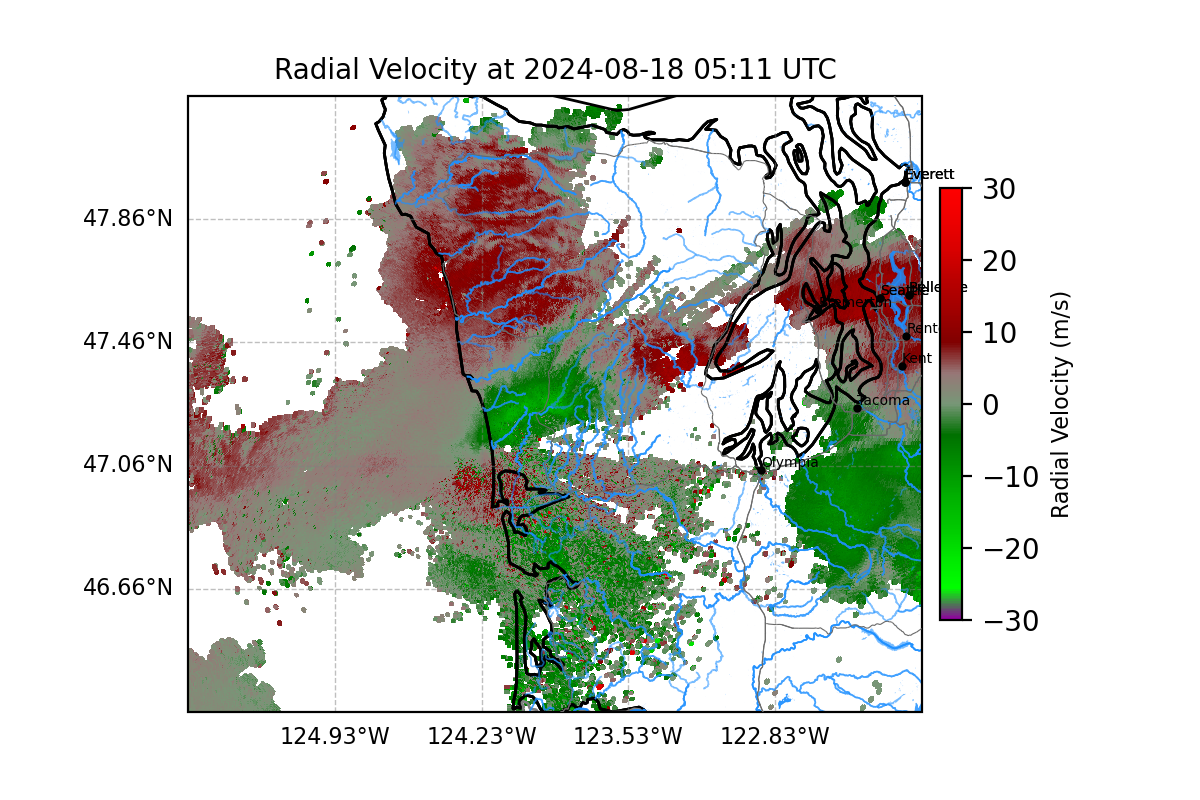 Radial Velocity at 2024-08-18 05:11 UTC
Everett
47.86°N
30
20
Seattle
10
Kent
47.46°N
0
Tacoma
47.06°N
Olympia
−10
−20
46.66°N
−30
Radial Velocity (m/s)
124.93°W
124.23°W
123.53°W
122.83°W